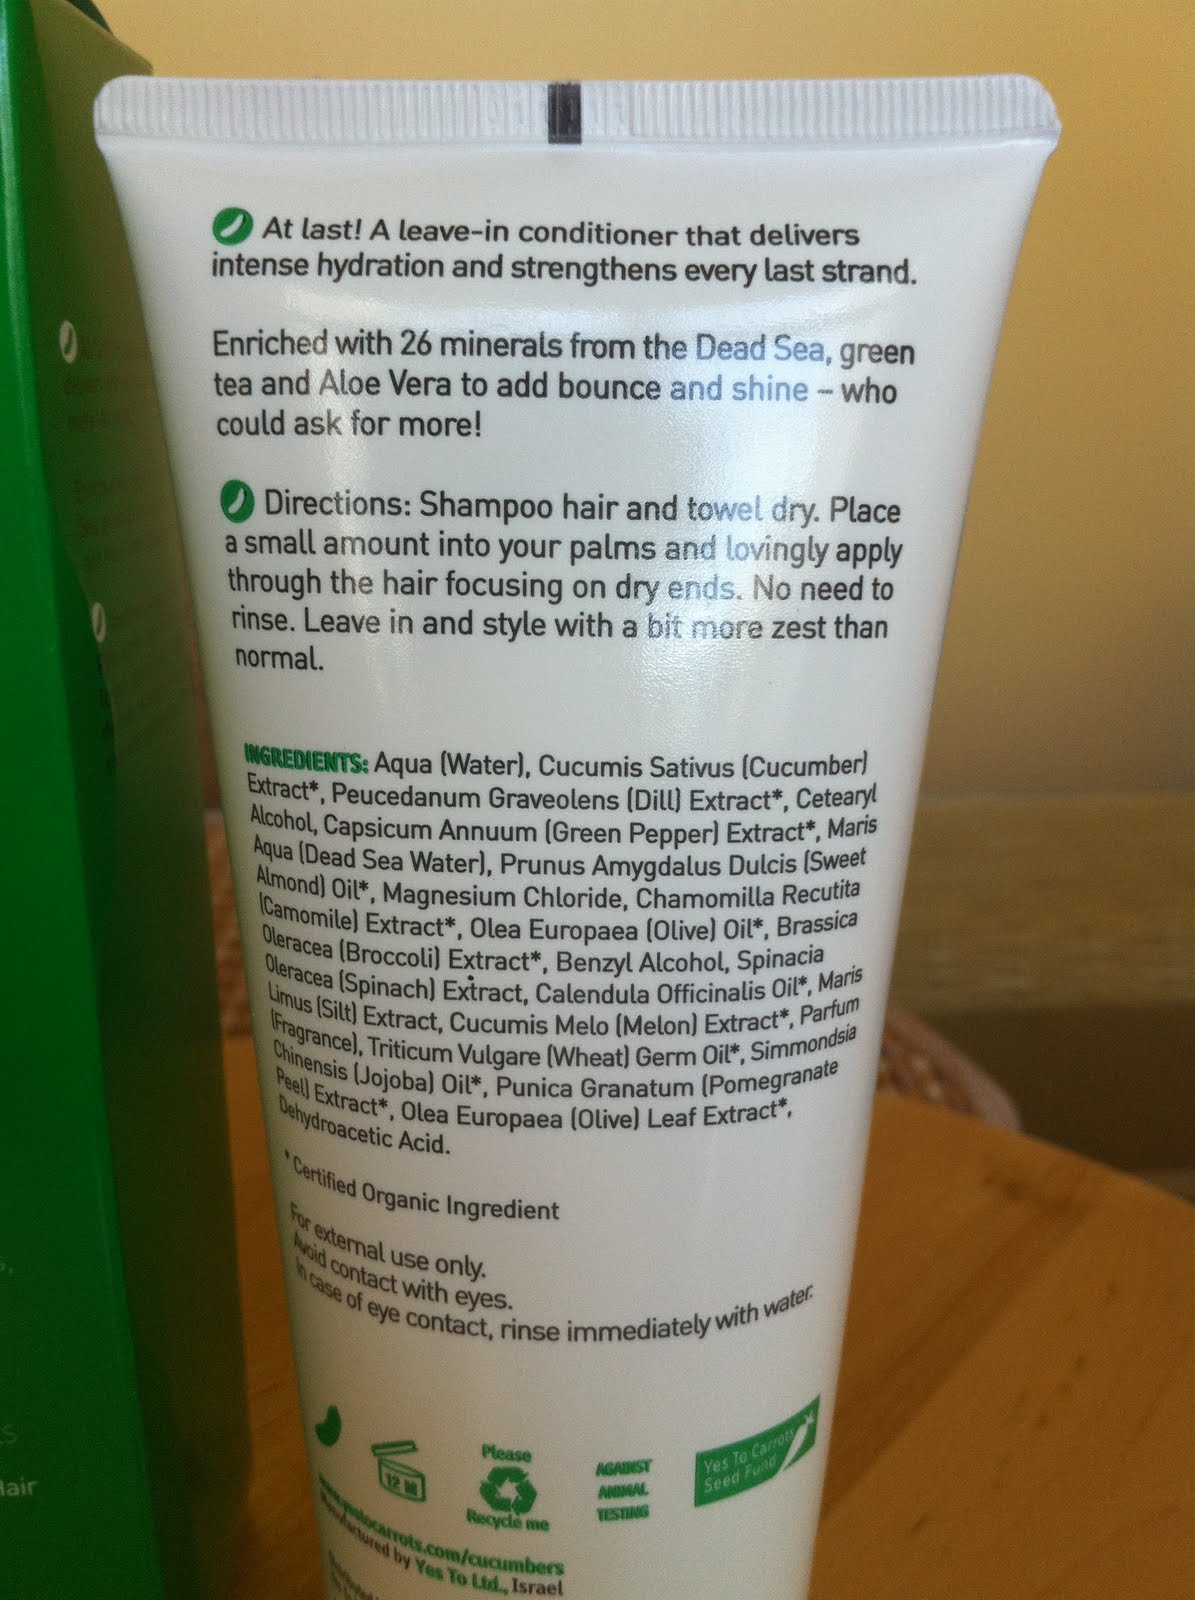 At last! A leave-in conditioner that delivers
intense hydration and strengthens every last strand.
Enriched with 26 minerals from the Dead Sea, green
tea and Aloe Vera to add bounce and shine – who
could ask for more!
Directions: Shampoo hair and towel dry. Place
a small amount into your palms and lovingly apply
through the hair focusing on dry ends. No need to
rinse. Leave in and style with a bit more zest than
normal.
INGREDIENTS: Aqua (Water), Cucumis Sativus (Cucumber)
Extract*, Peucedanum Graveolens (Dill) Extract*, Cetearyl
Alcohol, Capsicum Annuum (Green Pepper) Extract*, Maris
Aqua (Dead Sea Water), Prunus Amygdalus Dulcis (Sweet
Almond) Oil*, Magnesium Chloride, Chamomilla Recutita
(Camomile) Extract*, Olea Europaea (Olive) Oil*, Brassica
Oleracea (Broccoli) Extract*, Benzyl Alcohol, Spinacia
Oleracea (Spinach) Extract, Calendula Officinalis Oil*, Maris
Limus (Silt) Extract, Cucumis Melo (Melon) Extract*, Parfum
(Fragrance), Triticum Vulgare (Wheat) Germ Oil*, Simmondsia
Chinensis (Jojoba) Oil*, Punica Granatum (Pomegranate
Peel) Extract*, Olea Europaea (Olive) Leaf Extract*,
Dehydroacetic Acid.
* Certified Organic Ingredient
For external use only.
Avoid contact with eyes.
In case of eye contact, rinse immediately with water.
12 M
Please
Recycle me
AGAINST
ANIMAL
TESTING
Yes To Carrots
Seed Fund
www.yestocarrots.com/cucumbers
Manufactured by Yes To Ltd., Israel